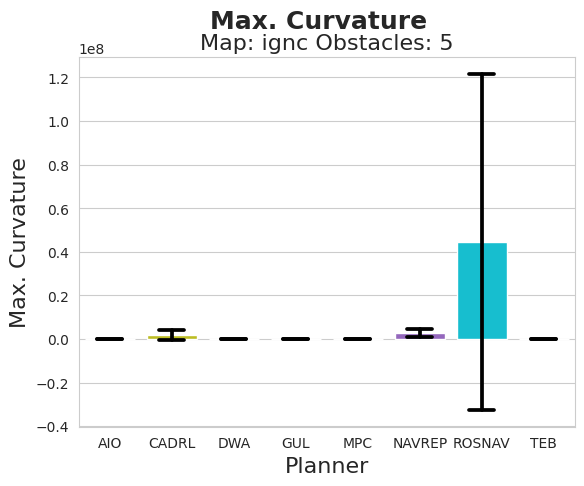 Max. Curvature
Map: ignc Obstacles: 5
1e8
1.2
1.0
0.8
0.6
0.4
0.2
0.0
−0.2
−0.4
Max. Curvature
AIO CADRL DWA GUL MPC NAVREP ROSNAV TEB
Planner